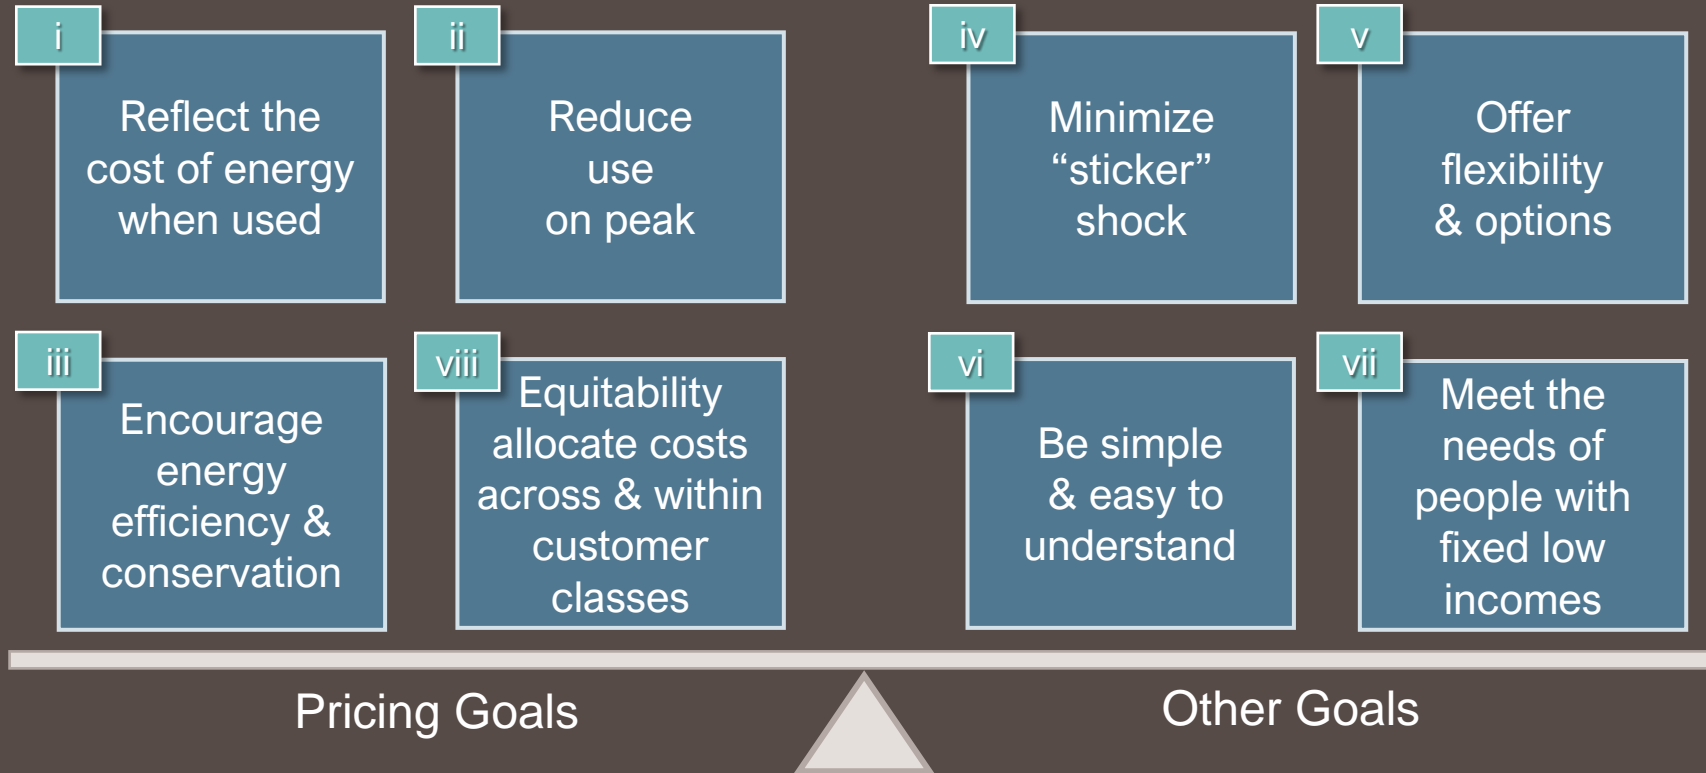 i
Reflect the
cost of energy
when used
ii
Reduce
use
on peak
iii
Encourage
energy
efficiency &
conservation
viii
Equitability
allocate costs
across & within
customer
classes
Pricing Goals
iv
Minimize
“sticker”
shock
v
Offer
flexibility
& options
vi
Be simple
& easy to
understand
vii
Meet the
needs of
people with
fixed low
incomes
Other Goals